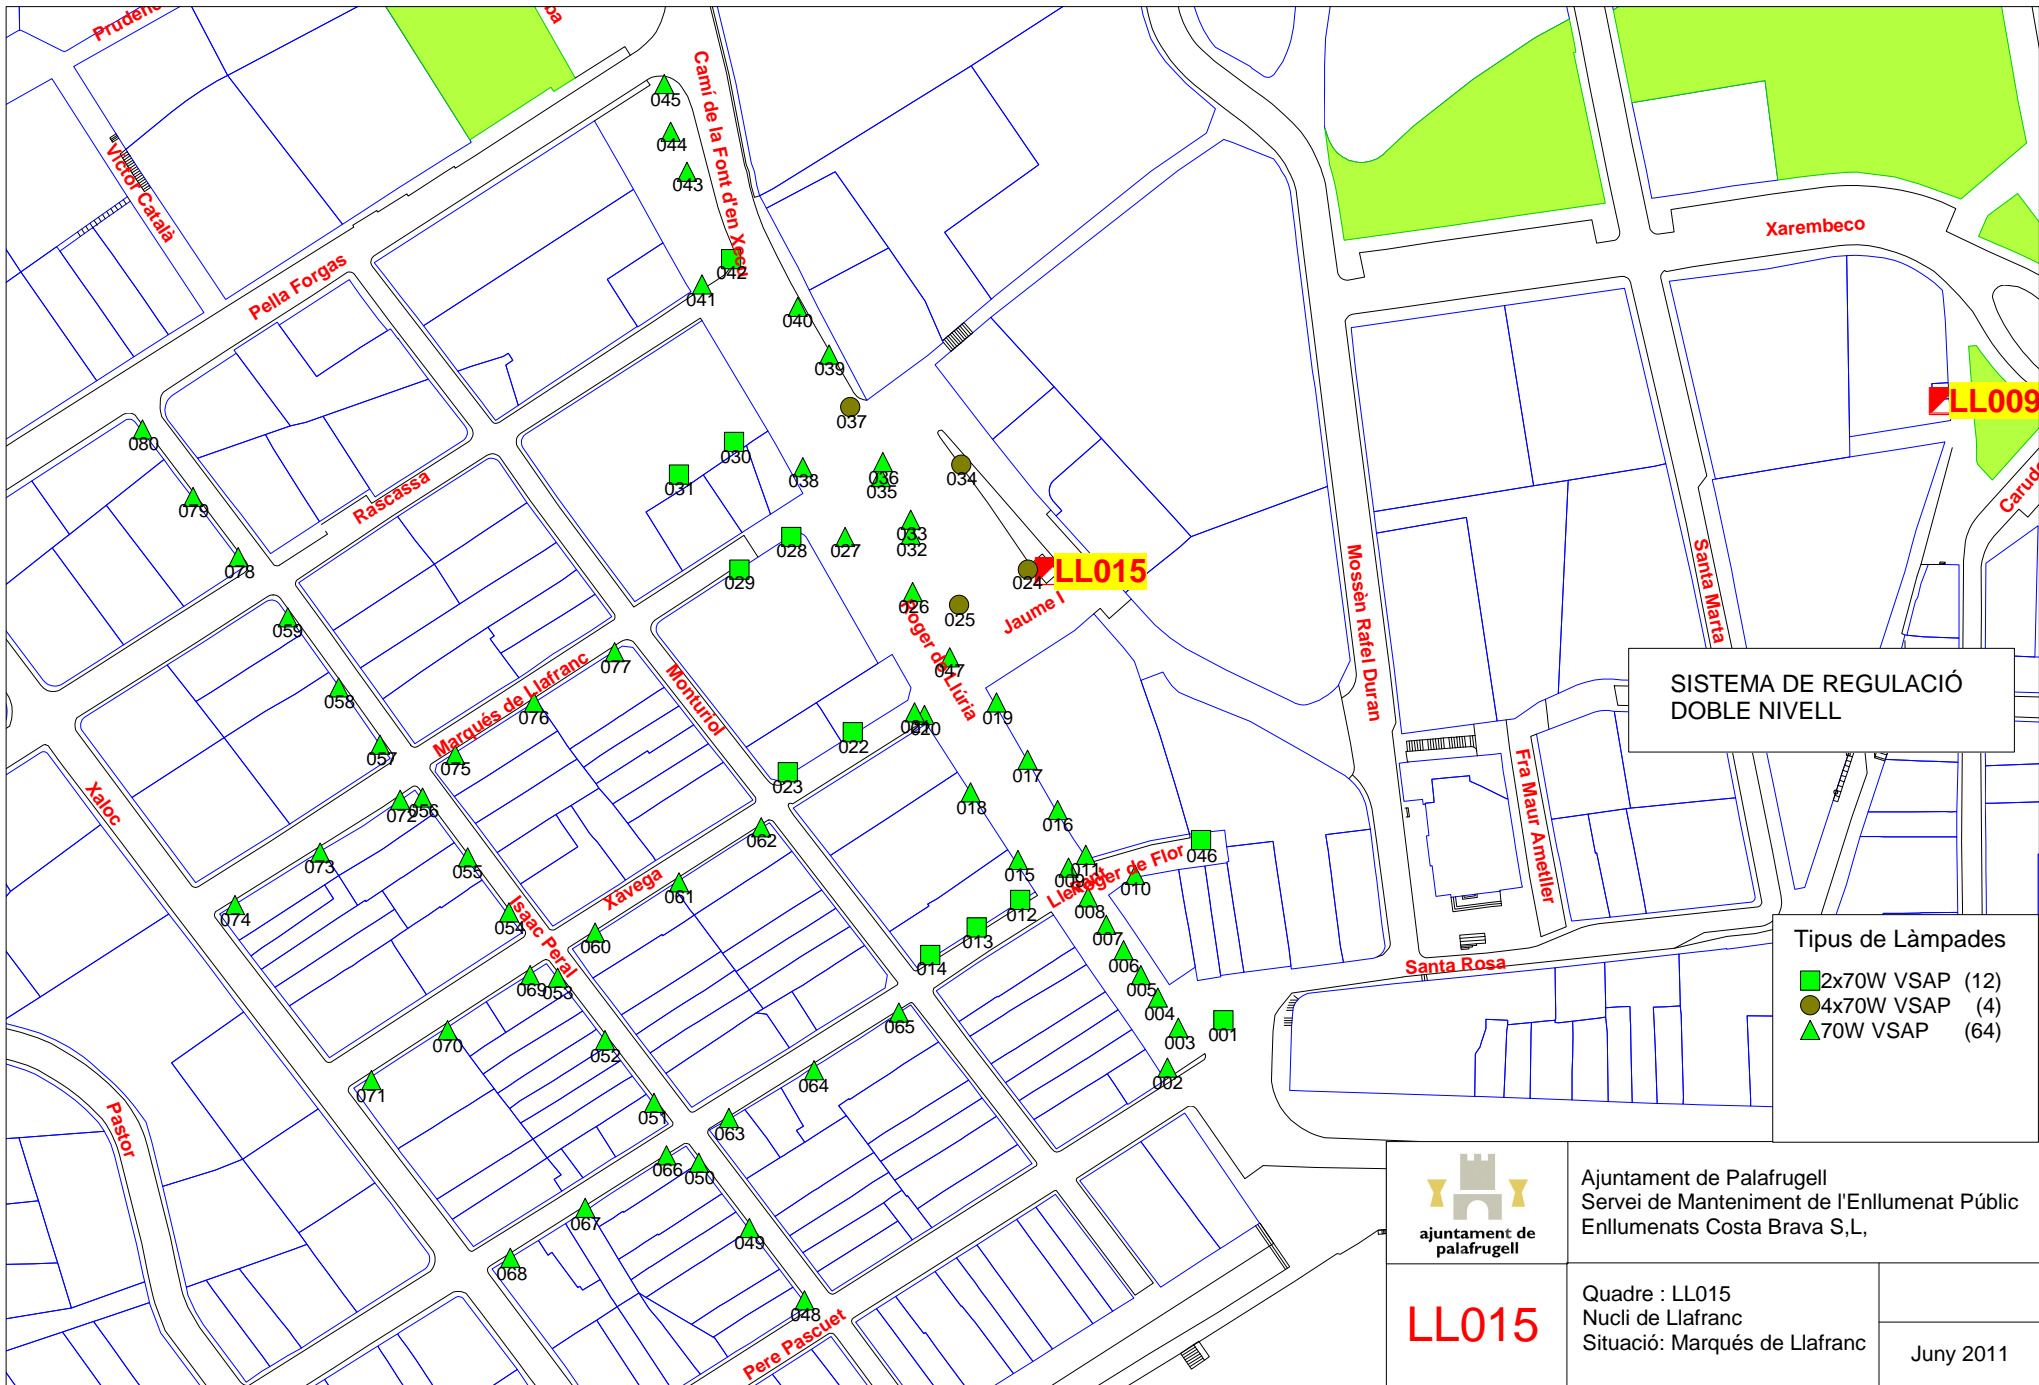 Pruden
ba
Camí de la Font d'en Xeco
Víctor Català
Pella Forgas
Xarembeco
045
044
043
042
041
040
039
037
LL009
080
030
031
038
036
035
034
079
Rascassa
033
032
028
027
Carud
078
029
024
LL015
026
025
Jaume I
Mossèn Rafel Duran
Santa Marta
059
Roger de Llúria
077
047
Marqués de Llafranc
Monturiol
058
076
019
SISTEMA DE REGULACIÓ
DOBLE NIVELL
057
075
022
021
020
017
023
018
Xaloc
072
056
016
Fra Maur Ametller
073
055
062
046
015
011
009
Roger de Flor
010
061
Xàvega
074
054
Isaac Peral
012
008
060
013
007
014
006
Santa Rosa
Tipus de Làmpades
069
053
005
2x70W VSAP (12)
4x70W VSAP (4)
70W VSAP (64)
004
065
001
003
070
052
002
064
071
051
063
Pastor
066
050
067
049
068
048
Pere Pascuet
ajuntament de
palafrugell
Ajuntament de Palafrugell
Servei de Manteniment de l'Enllumenat Públic
Enllumenats Costa Brava S,L,
LL015
Quadre : LL015
Nucli de Llafranc
Situació: Marqués de Llafranc
Juny 2011